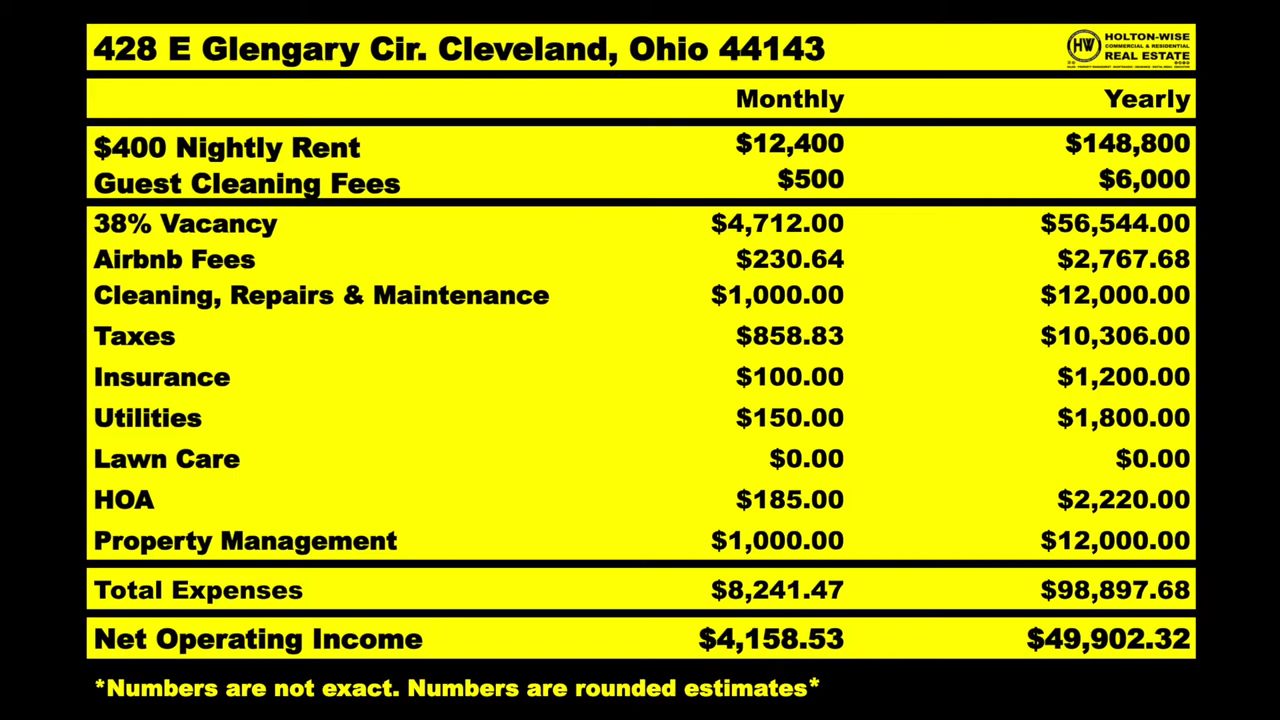 428 E Glengary Cir. Cleveland, Ohio 44143
HOLTON-WISE
COMMERCIAL & RESIDENTIAL
REAL ESTATE
HW
Monthly Yearly
$400 Nightly Rent $12,400 $148,800
Guest Cleaning Fees $500 $6,000
38% Vacancy $4,712.00 $56,544.00
Airbnb Fees $230.64 $2,767.68
Cleaning, Repairs & Maintenance $1,000.00 $12,000.00
Taxes $858.83 $10,306.00
Insurance $100.00 $1,200.00
Utilities $150.00 $1,800.00
Lawn Care $0.00 $0.00
HOA $185.00 $2,220.00
Property Management $1,000.00 $12,000.00
Total Expenses $8,241.47 $98,897.68
Net Operating Income $4,158.53 $49,902.32
*Numbers are not exact. Numbers are rounded estimates*